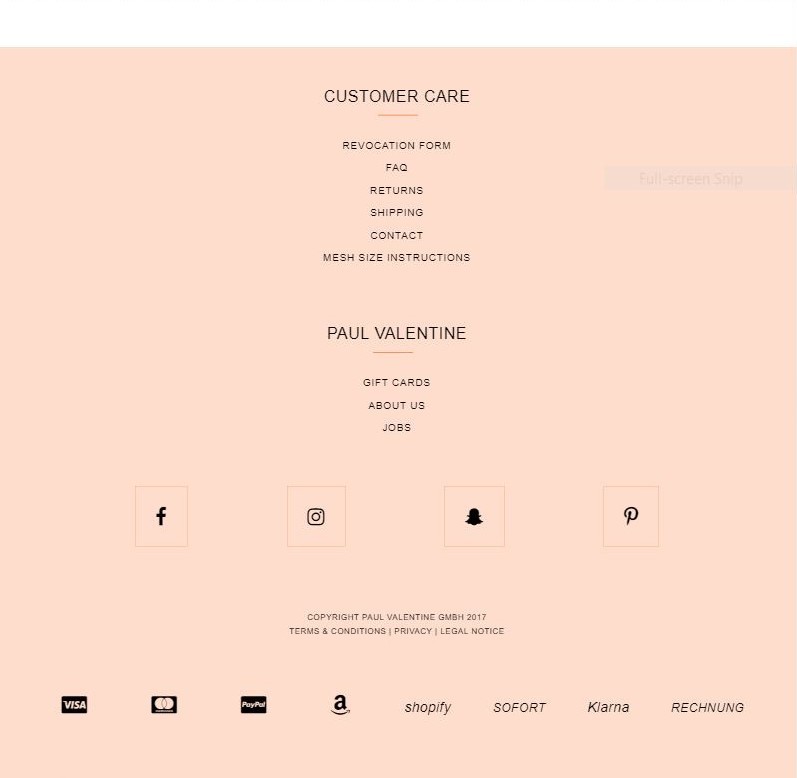 CUSTOMER CARE
REVOCATION FORM
FAQ
Full-screen Snip
RETURNS
SHIPPING
CONTACT
MESH SIZE INSTRUCTIONS
PAUL VALENTINE
GIFT CARDS
ABOUT US
JOBS
COPYRIGHT PAUL VALENTINE GMBH 2017
TERMS & CONDITIONS | PRIVACY | LEGAL NOTICE
VISA PayPal a shopify SOFORT Klarna RECHNUNG